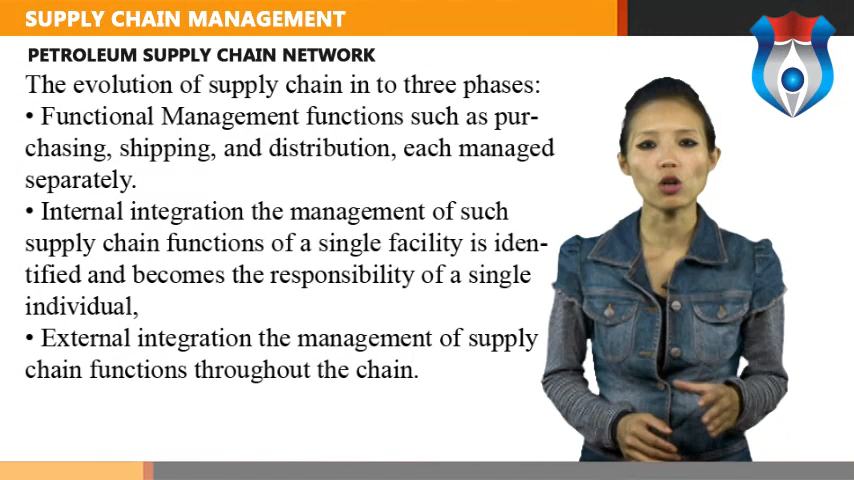 SUPPLY CHAIN MANAGEMENT
PETROLEUM SUPPLY CHAIN NETWORK
The evolution of supply chain in to three phases:
• Functional Management functions such as pur-
chasing, shipping, and distribution, each managed
separately.
• Internal integration the management of such
supply chain functions of a single facility is iden-
tified and becomes the responsibility of a single
individual,
• External integration the management of supply
chain functions throughout the chain.